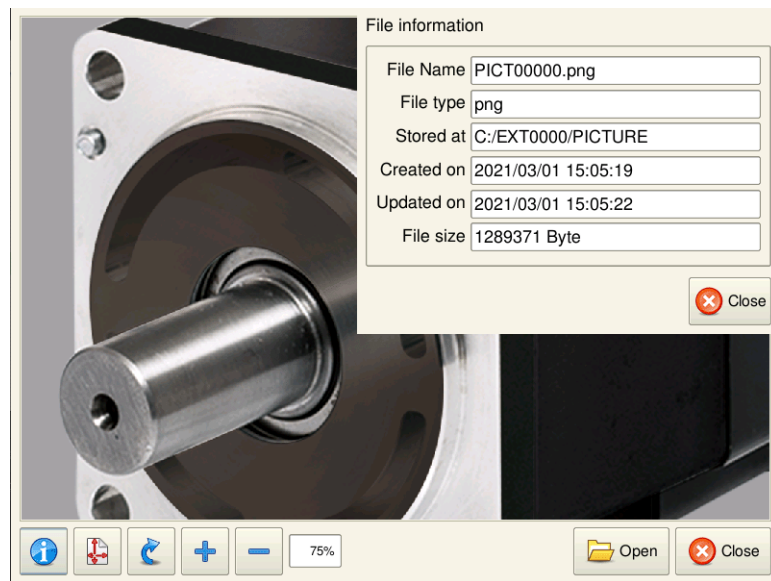 File information
File Name PICT00000.png
File type png
Stored at C:/EXT0000/PICTURE
Created on 2021/03/01 15:05:19
Updated on 2021/03/01 15:05:22
File size 1289371 Byte
Close
75% Open Close